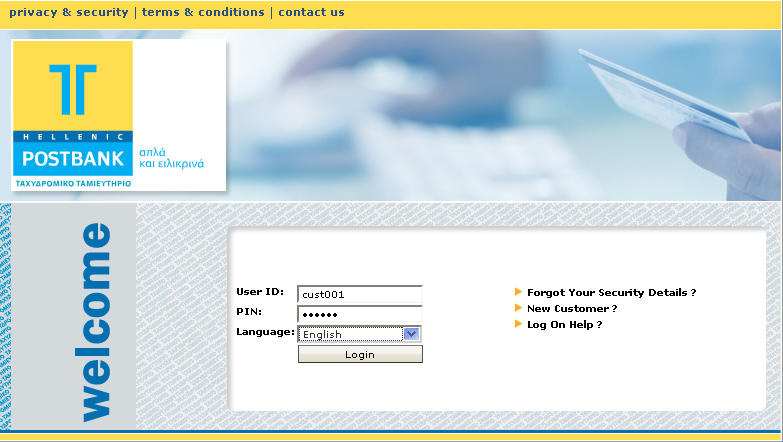 privacy & security | terms & conditions | contact us
HELLENIC
POSTBANK
ΤΑΧΥΔΡΟΜΙΚΟ ΤΑΜΙΕΥΤΗΡΙΟ
απλά
και ειλικρινά
welcome
User ID: cust001
PIN: ••••••
Language: English
Login
Forgot Your Security Details ?
New Customer ?
Log On Help ?